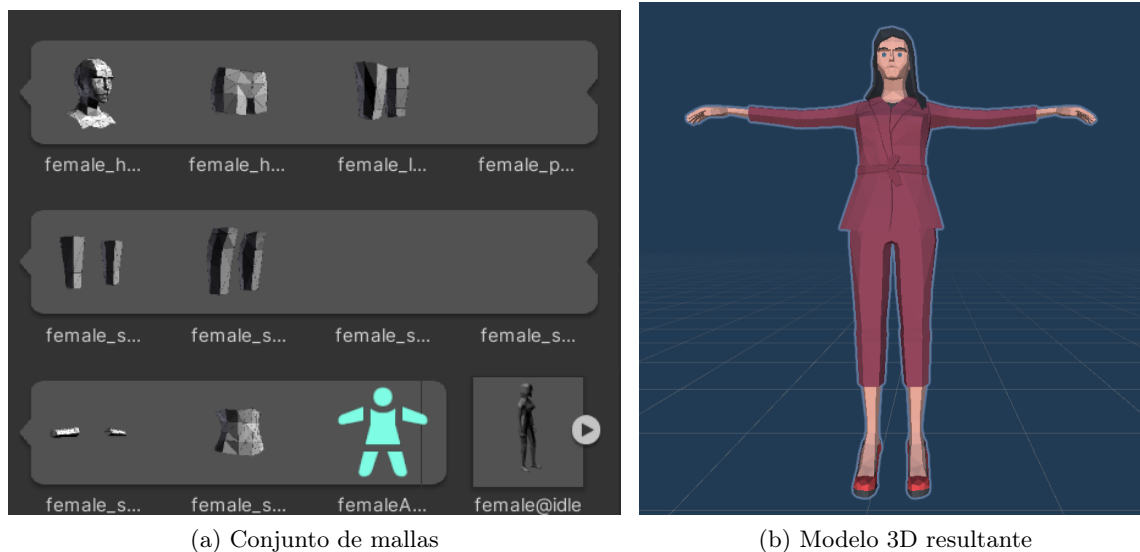 female_h... female_h... female_l... female_p...
female_s... female_s... female_s... female_s...
female_s... female_s... femaleA... female@idle
(a) Conjunto de mallas
(b) Modelo 3D resultante